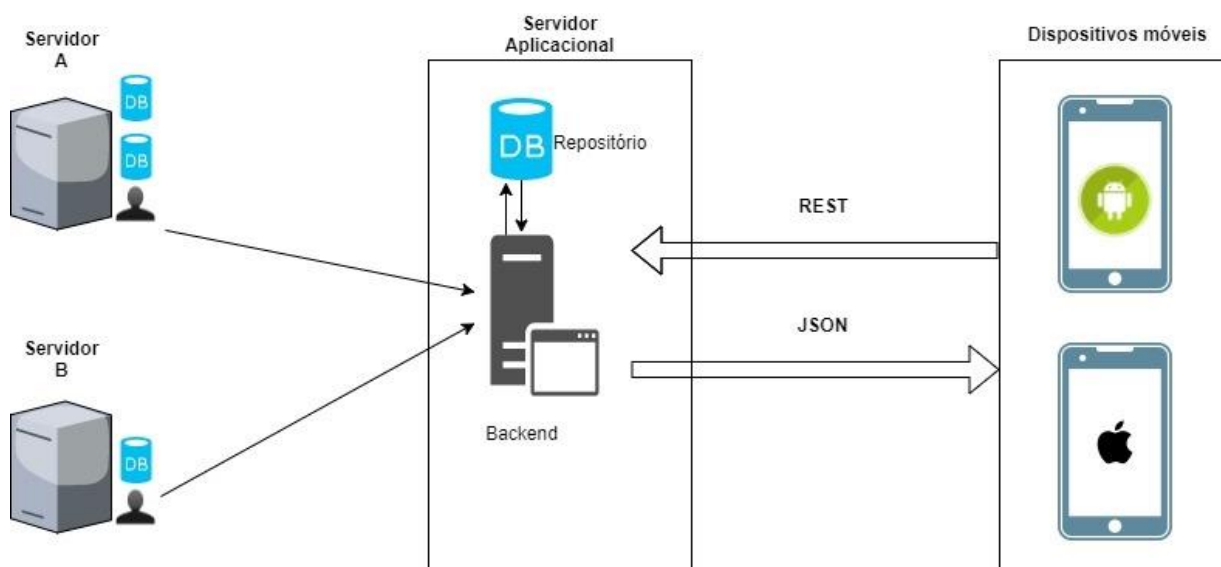 Servidor
A
DB
DB
Servidor
B
DB
Servidor
Aplicacional
DB
Repositório
Backend
REST
JSON
Dispositivos móveis